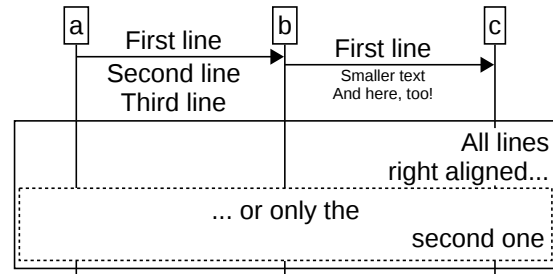 a
b
c
First line
Second line
Third line
First line
Smaller text
And here, too!
All lines
right aligned...
... or only the
second one